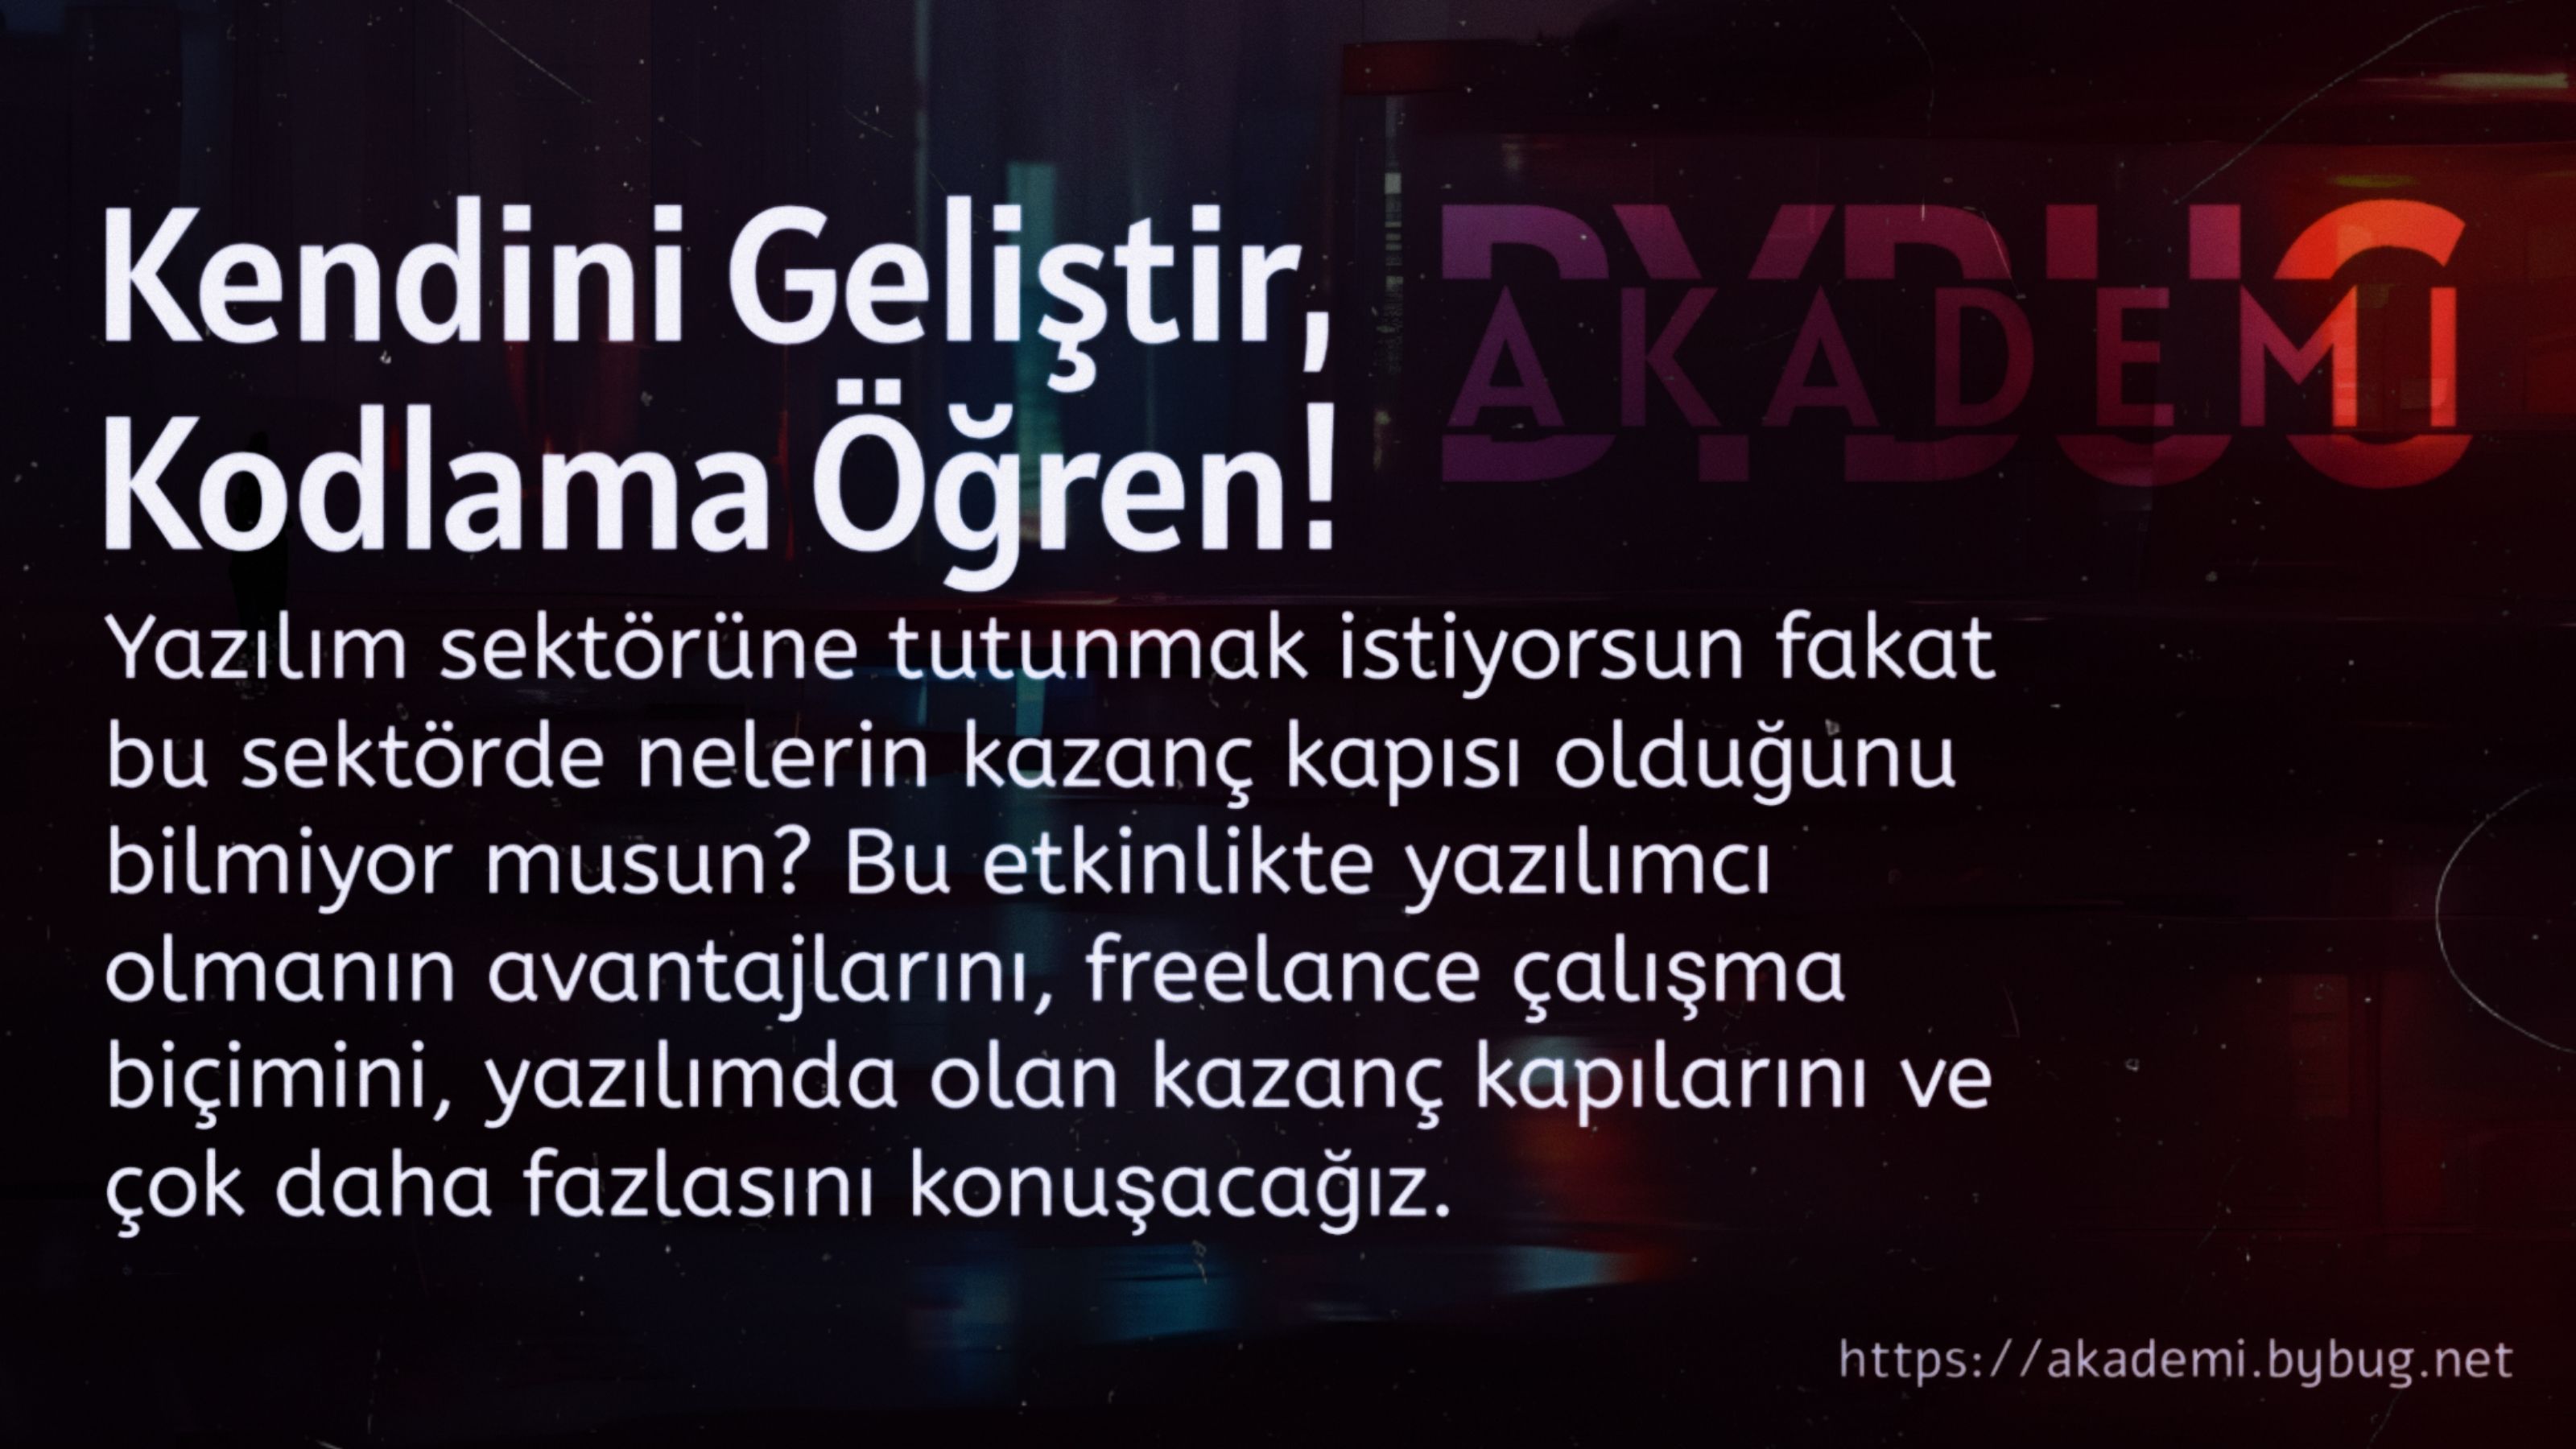 Kendini Geliştir,
Kodlama Öğren!
BYBUG
AKADEMI
Yazılım sektörüne tutunmak istiyorsun fakat
bu sektörde nelerin kazanç kapısı olduğunu
bilmiyor musun? Bu etkinlikte yazılımcı
olmanın avantajlarını, freelance çalışma
biçimini, yazılımda olan kazanç kapılarını ve
çok daha fazlasını konuşacağız.
https://akademi.bybug.net